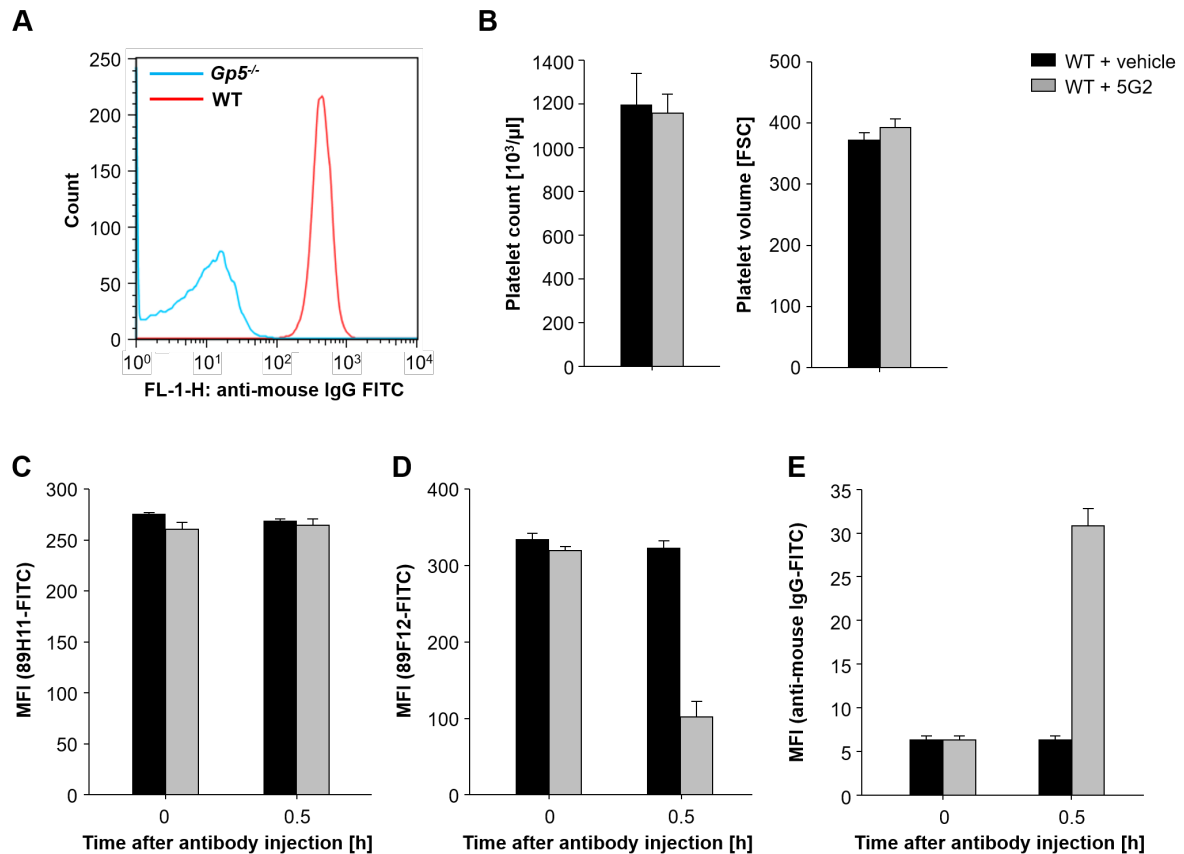 A
250
200
150
100
50
0
Count
Gp5-/-
WT
10⁰ 10¹ 10² 10³ 10⁴
FL-1-H: anti-mouse IgG FITC
B
1400
1200
1000
800
600
400
200
0
Platelet count [10³/µl]
500
400
300
200
100
0
Platelet volume [FSC]
WT + vehicle
WT + 5G2
C
300
250
200
150
100
50
0
MFI (89H11-FITC)
0 0.5
Time after antibody injection [h]
D
400
300
200
100
0
MFI (89F12-FITC)
0 0.5
Time after antibody injection [h]
E
35
30
25
20
15
10
5
0
MFI (anti-mouse IgG-FITC)
0 0.5
Time after antibody injection [h]